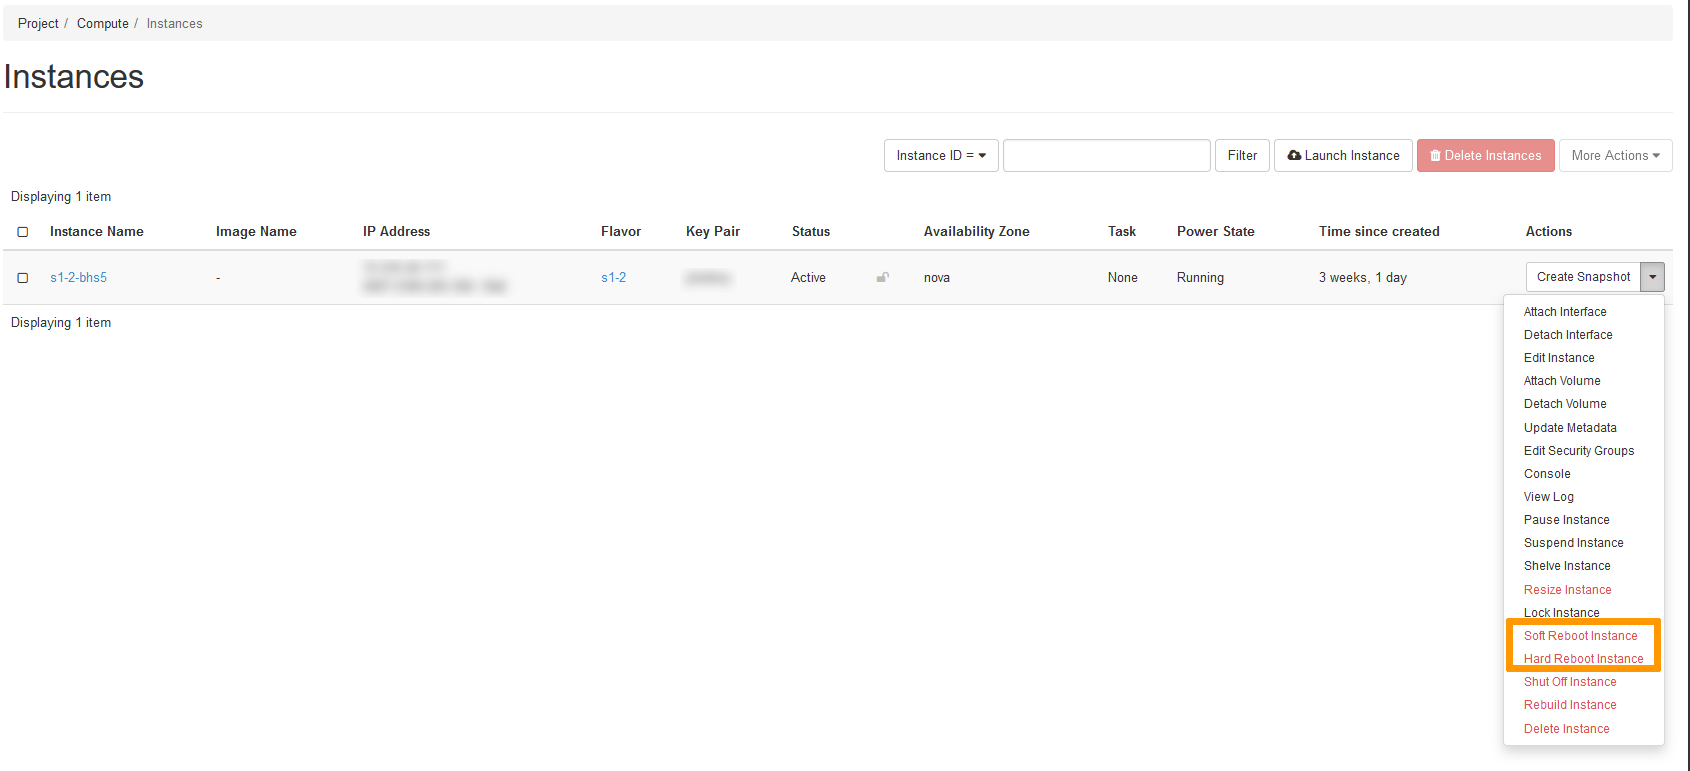 Project / Compute / Instances
Instances
Instance ID = Filter Launch Instance Delete Instances More Actions
Displaying 1 item
Instance Name Image Name IP Address Flavor Key Pair Status Availability Zone Task Power State Time since created Actions
s1-2-bhs5 - s1-2 Active nova None Running 3 weeks, 1 day Create Snapshot
Displaying 1 item
Attach Interface
Detach Interface
Edit Instance
Attach Volume
Detach Volume
Update Metadata
Edit Security Groups
Console
View Log
Pause Instance
Suspend Instance
Shelve Instance
Resize Instance
Lock Instance
Soft Reboot Instance
Hard Reboot Instance
Shut Off Instance
Rebuild Instance
Delete Instance